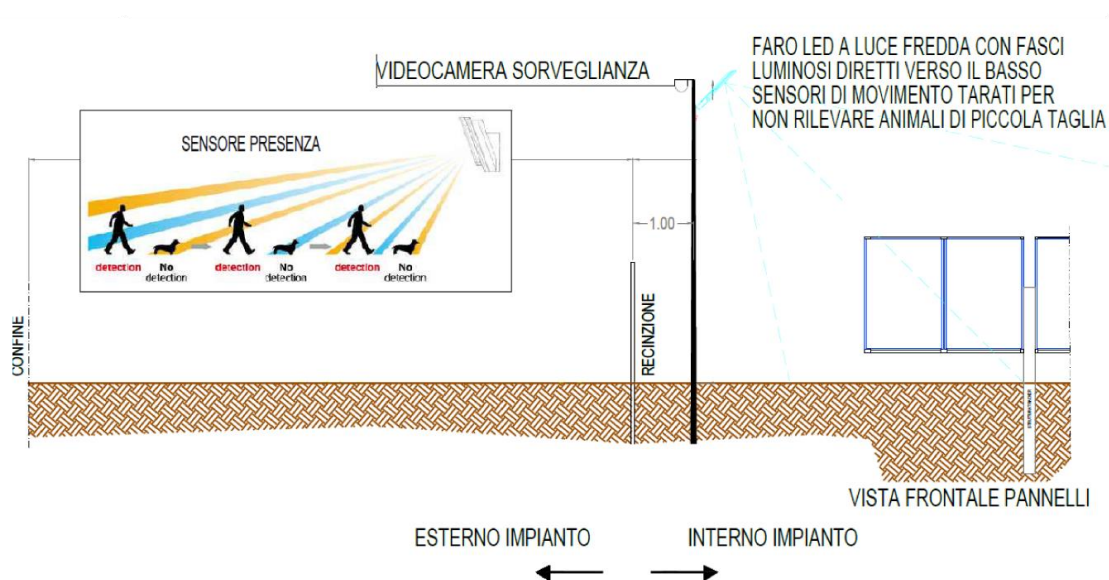 VIDEOCAMERA SORVEGLIANZA
FARO LED A LUCE FREDDA CON FASCI
LUMINOSI DIRETTI VERSO IL BASSO
SENSORI DI MOVIMENTO TARATI PER
NON RILEVARE ANIMALI DI PICCOLA TAGLIA
SENSORE PRESENZA
detection
No
detection
detection
No
detection
detection
No
detection
1.00
CONFINE
RECINZIONE
VISTA FRONTALE PANNELLI
ESTERNO IMPIANTO
INTERNO IMPIANTO